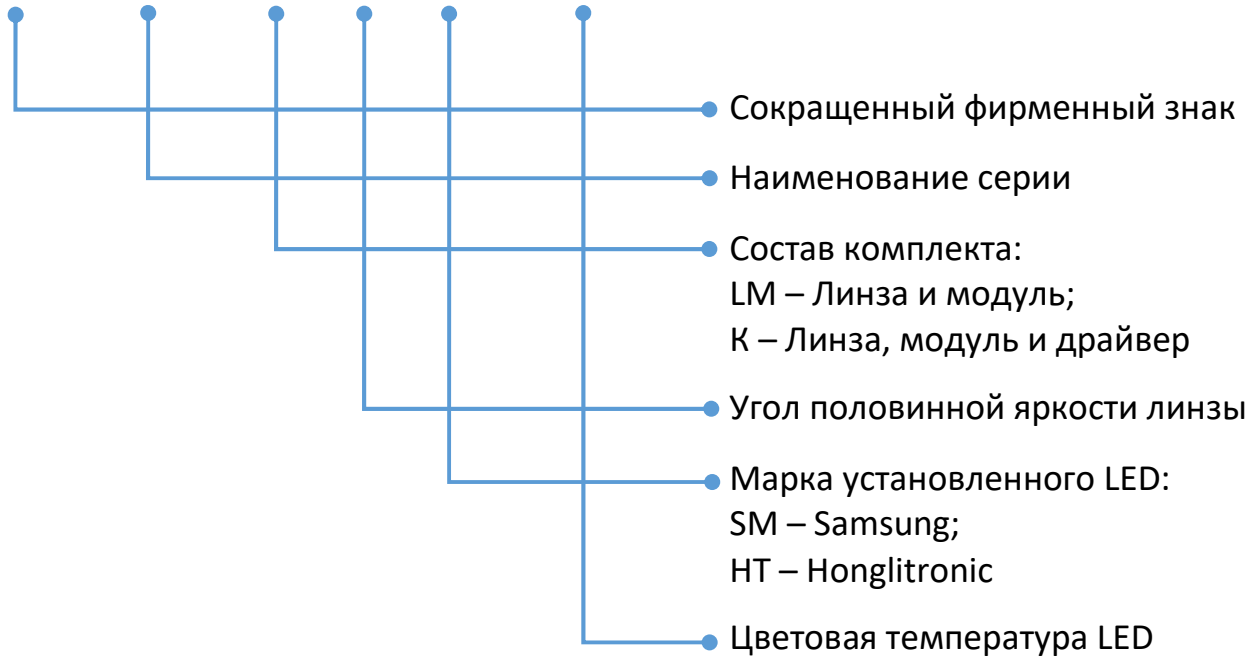 Сокращенный фирменный знак
Наименование серии
Состав комплекта:
LM – Линза и модуль;
К – Линза, модуль и драйвер
Угол половинной яркости линзы
Марка установленного LED:
SM – Samsung;
HT – Honglitronic
Цветовая температура LED